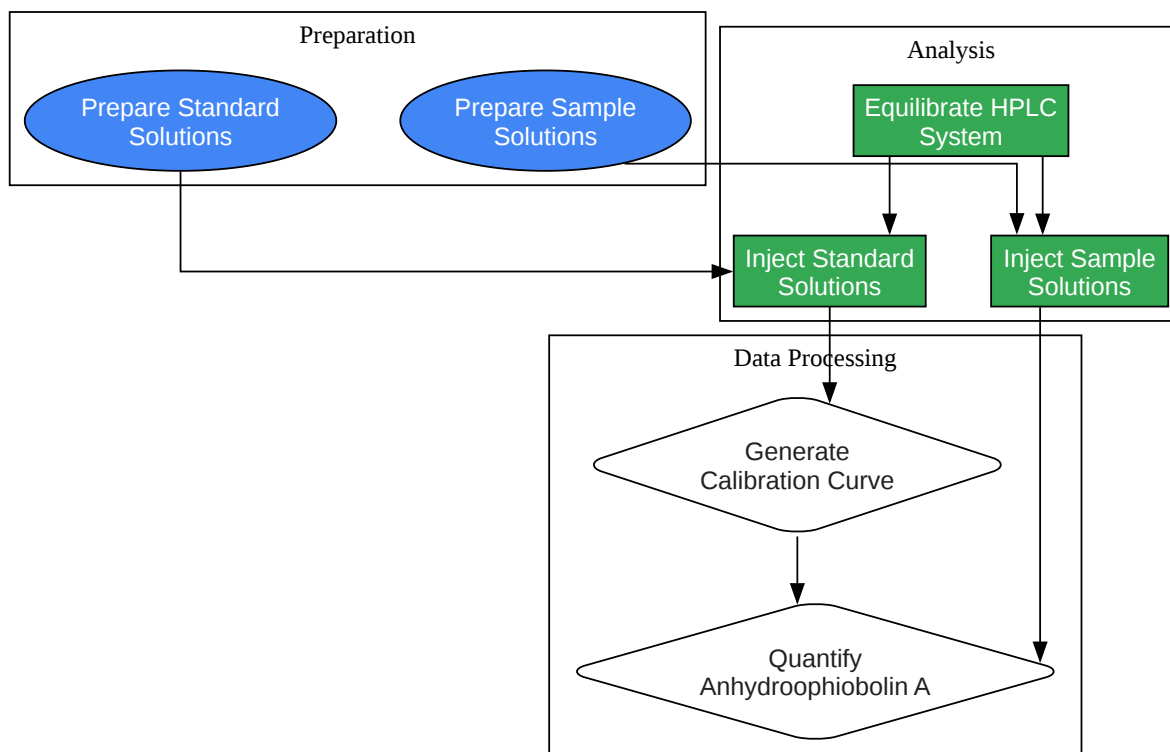 Preparation
Prepare Standard
Solutions
Prepare Sample
Solutions
Analysis
Equilibrate HPLC
System
Inject Standard
Solutions
Inject Sample
Solutions
Data Processing
Generate
Calibration Curve
Quantify
Anhydroophiobolin A